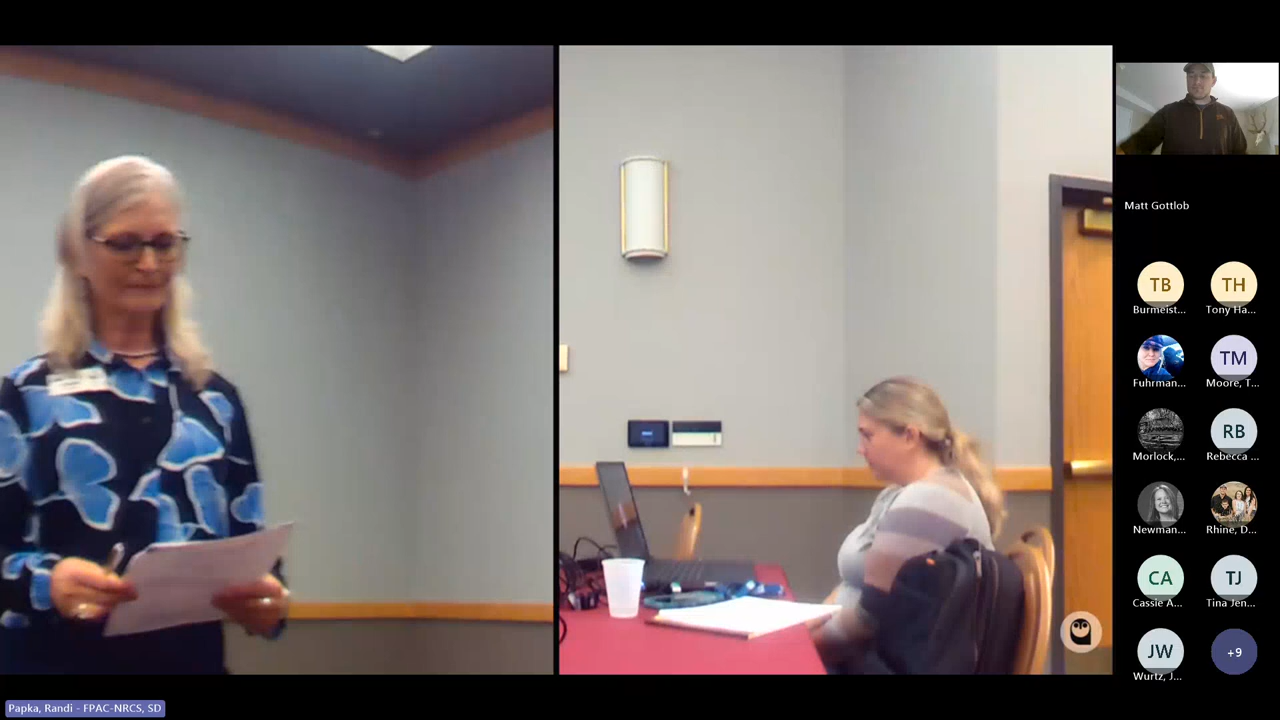 Matt Gottlob
TB
TH
Burmeist...
Tony Ha...
TM
Fuhrman...
Moore, T...
RB
Morlock,...
Rebecca ...
Newman...
Rhine, D...
CA
TJ
Cassie A...
Tina Jen...
JW
+9
Wurtz, J...
Papka, Randi - FPAC-NRCS, SD